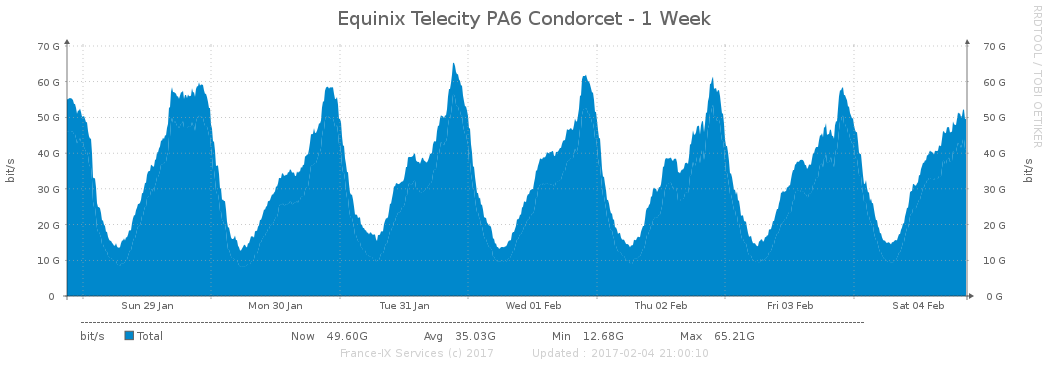 Equinix Telecity PA6 Condorcet - 1 Week
RRDTOOL / TOBI OETIKER
bit/s
70 G 70 G
60 G 60 G
50 G 50 G
40 G 40 G
30 G 30 G
20 G 20 G
10 G 10 G
0 0 G
bit/s
Sun 29 Jan Mon 30 Jan Tue 31 Jan Wed 01 Feb Thu 02 Feb Fri 03 Feb Sat 04 Feb
bit/s Total Now 49.60G Avg 35.03G Min 12.68G Max 65.21G
France-IX Services (c) 2017 Updated : 2017-02-04 21:00:10